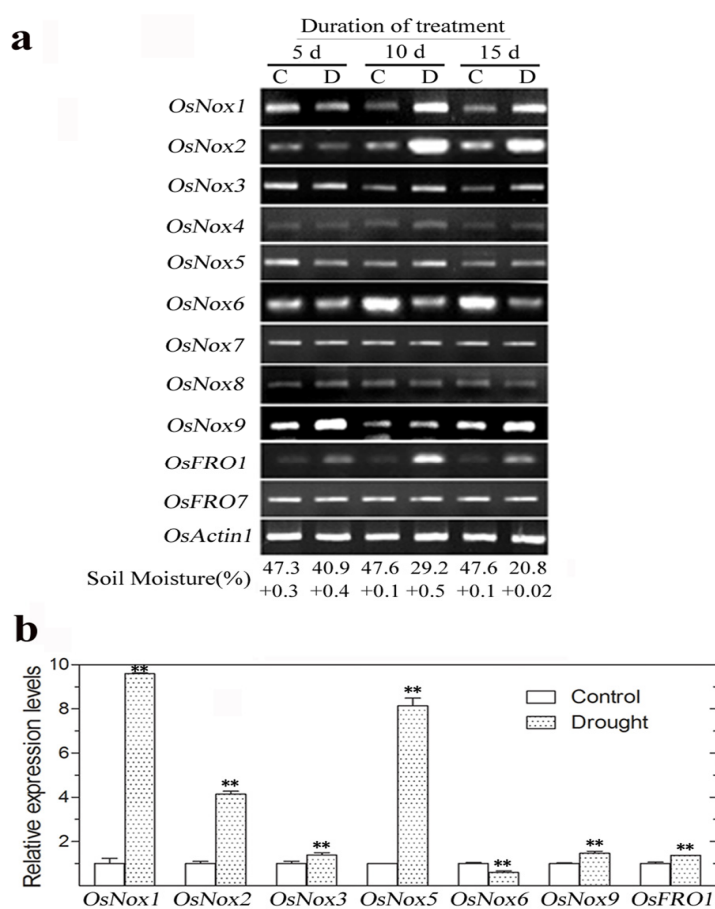 a
Duration of treatment
5 d 10 d 15 d
C D C D C D
OsNox1
OsNox2
OsNox3
OsNox4
OsNox5
OsNox6
OsNox7
OsNox8
OsNox9
OsFRO1
OsFRO7
OsActin1
Soil Moisture(%) 47.3 40.9 47.6 29.2 47.6 20.8
+0.3 +0.4 +0.1 +0.5 +0.1 +0.02
b
Relative expression levels
10
8
6
4
2
** ** ** ** ** ** **
Control
Drought
OsNox1 OsNox2 OsNox3 OsNox5 OsNox6 OsNox9 OsFRO1